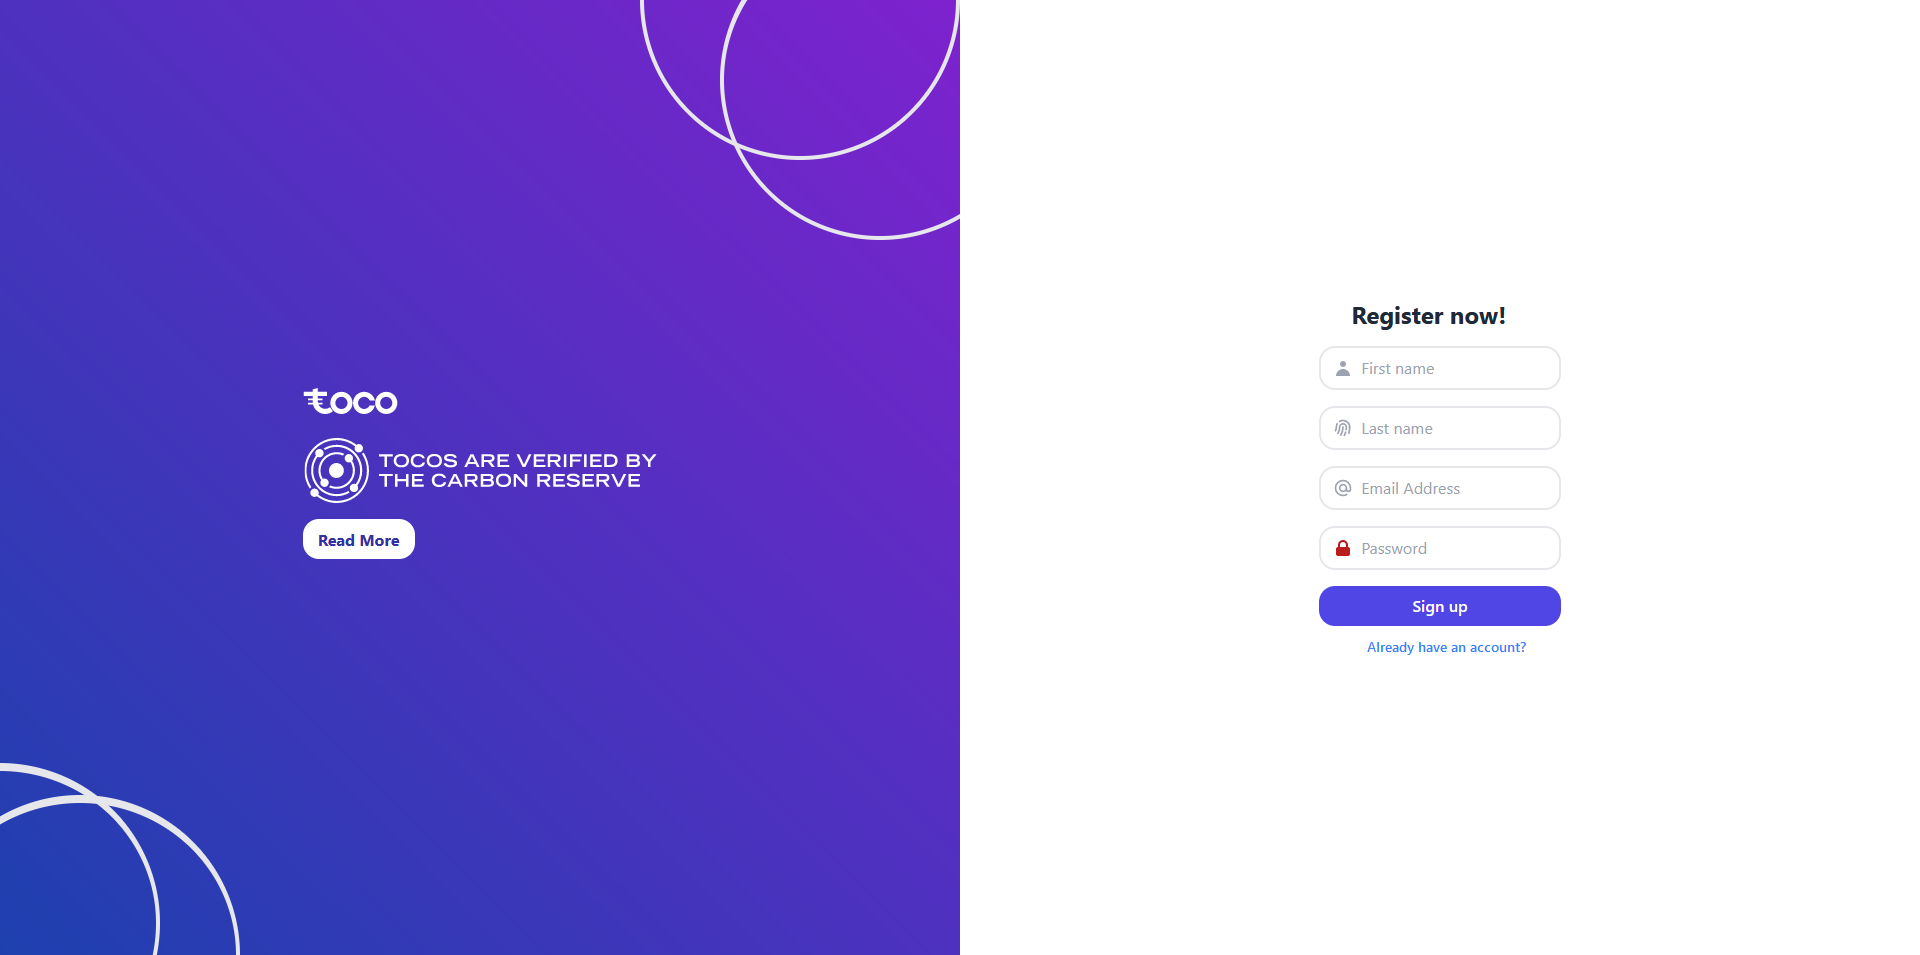 toco
TOCOS ARE VERIFIED BY
THE CARBON RESERVE
Read More
Register now!
First name
Last name
Email Address
Password
Sign up
Already have an account?